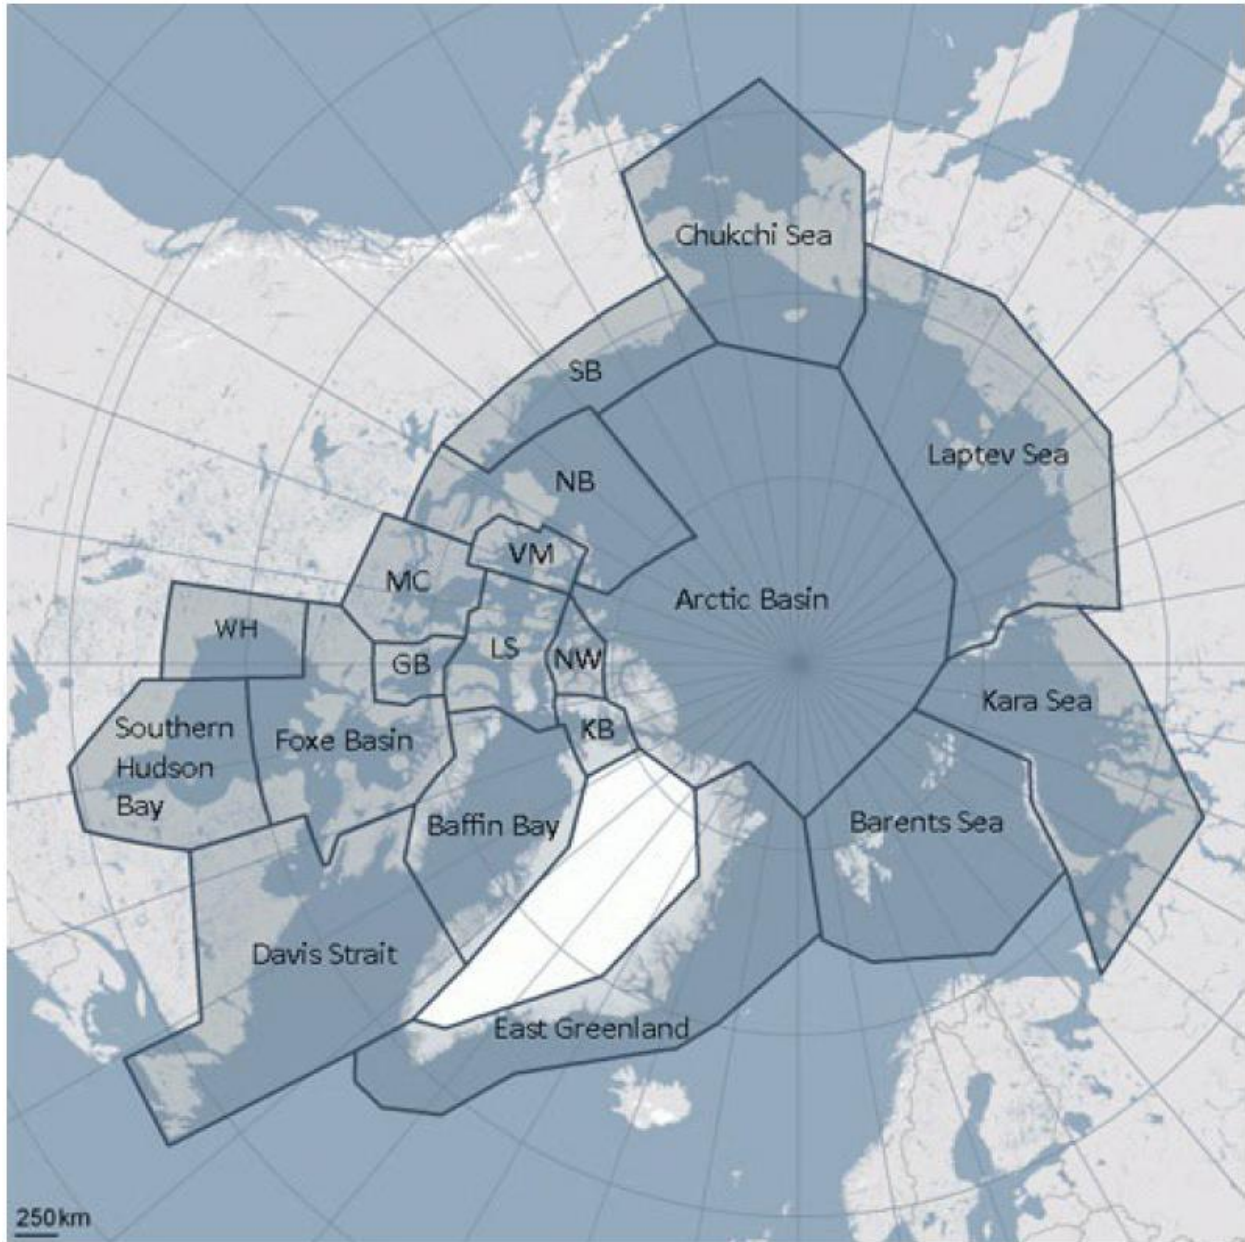 Chukchi Sea
SB
Laptev Sea
NB
VM
MC
Arctic Basin
WH
LS
NW
GB
Kara Sea
Southern
Hudson
Bay
Foxe Basin
KB
Baffin Bay
Barents Sea
Davis Strait
East Greenland
250km